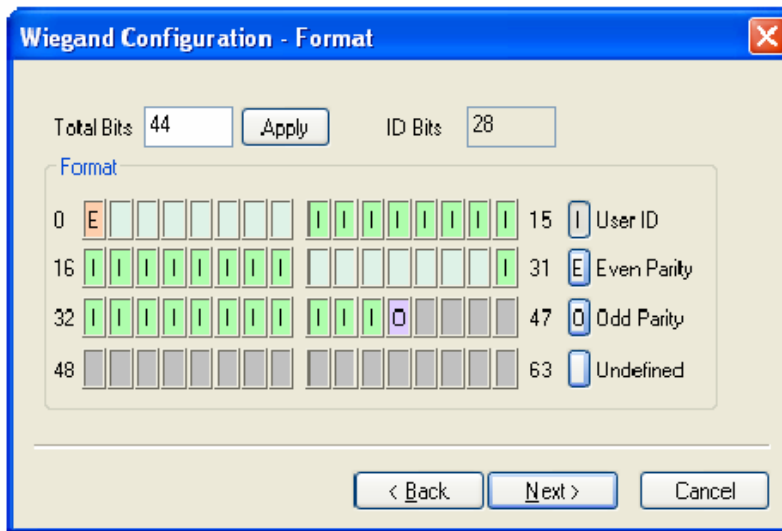 Wiegand Configuration - Format
Total Bits 44 Apply ID Bits 28
Format
0 E I I I I I I I I 15 I User ID
16 I I I I I I I I I 31 E Even Parity
32 I I I I I I I I I I I O 47 O Odd Parity
48 63 Undefined
< Back Next > Cancel